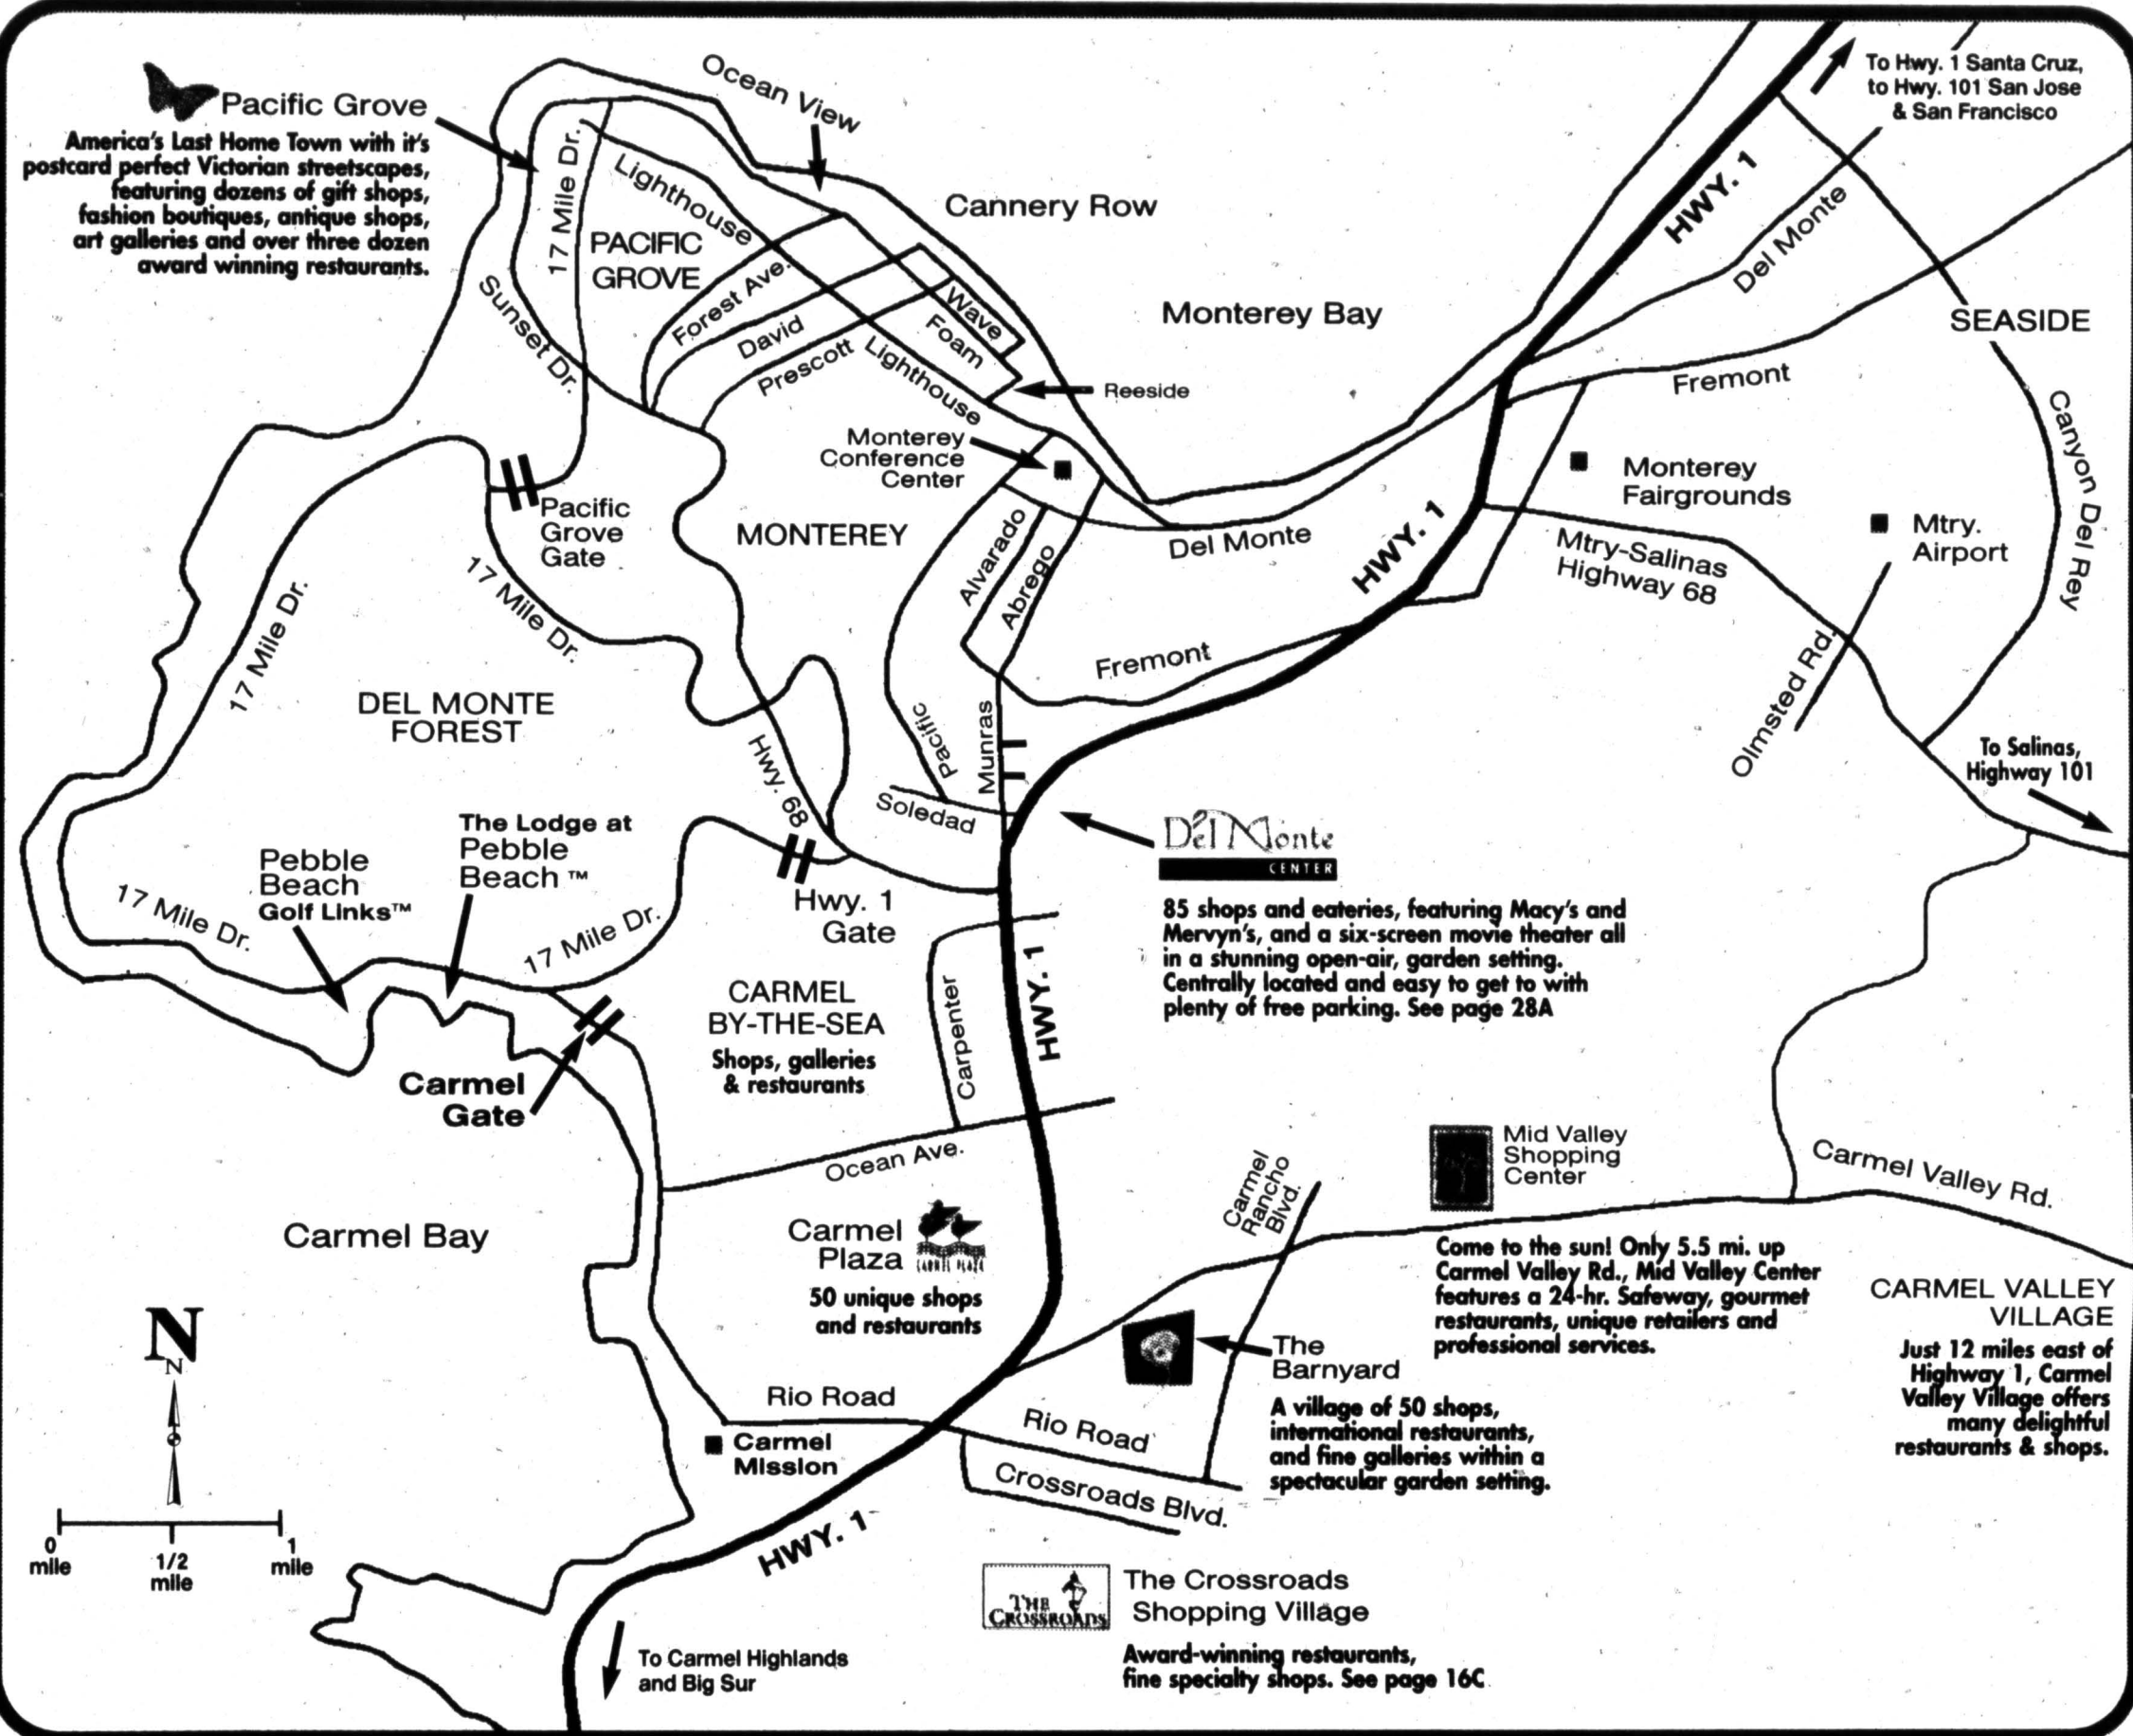 Ocean View
To Hwy. 1 Santa Cruz,
to Hwy. 101 San Jose
& San Francisco
Pacific Grove
America's Last Home Town with it's
postcard perfect Victorian streetscapes,
featuring dozens of gift shops,
fashion boutiques, antique shops,
art galleries and over three dozen
award winning restaurants.
17 Mile Dr.
Lighthouse
PACIFIC
GROVE
Cannery Row
HWY. 1
Del Monte
Sunset Dr.
Forest Ave.
David
Prescott
Wave
Foam
Lighthouse
Reeside
Monterey Bay
SEASIDE
Fremont
Canyon Del Rey
Monterey
Conference
Center
Monterey
Fairgrounds
Mtry.
Airport
Pacific
Grove
Gate
MONTEREY
Alvarado
Abrego
Del Monte
HWY. 1
Mtry-Salinas
Highway 68
17 Mile Dr.
17 Mile Dr.
Fremont
Olmsted Rd.
DEL MONTE
FOREST
Hwy. 68
Pacific
Munras
Soledad
To Salinas,
Highway 101
The Lodge at
Pebble
Beach™
Pebble
Beach
Golf Links™
17 Mile Dr.
17 Mile Dr.
Hwy. 1
Gate
Del Monte
CENTER
85 shops and eateries, featuring Macy's and
Mervyn's, and a six-screen movie theater all
in a stunning open-air, garden setting.
Centrally located and easy to get to with
plenty of free parking. See page 28A
CARMEL
BY-THE-SEA
Shops, galleries
& restaurants
Carpenter
HWY. 1
Carmel
Gate
Ocean Ave.
Carmel
Rancho
Blvd.
Mid Valley
Shopping
Center
Carmel Valley Rd.
Carmel Bay
Carmel
Plaza
CARMEL PLAZA
50 unique shops
and restaurants
Come to the sun! Only 5.5 mi. up
Carmel Valley Rd., Mid Valley Center
features a 24-hr. Safeway, gourmet
restaurants, unique retailers and
professional services.
CARMEL VALLEY
VILLAGE
Just 12 miles east of
Highway 1, Carmel
Valley Village offers
many delightful
restaurants & shops.
The
Barnyard
A village of 50 shops,
international restaurants,
and fine galleries within a
spectacular garden setting.
Rio Road
Rio Road
Carmel
Mission
Crossroads Blvd.
HWY. 1
N
N
0
mile
1/2
mile
1
mile
THE
CROSSROADS
The Crossroads
Shopping Village
Award-winning restaurants,
fine specialty shops. See page 16C
To Carmel Highlands
and Big Sur